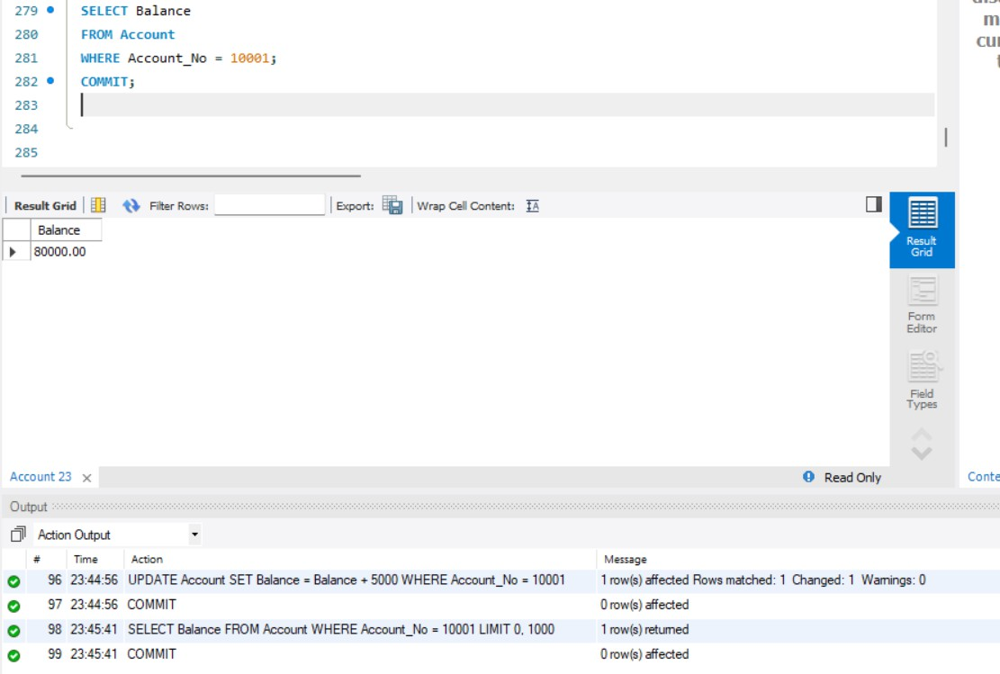 279 SELECT Balance
280 FROM Account
281 WHERE Account_No = 10001;
282 COMMIT;
283
284
285
Result Grid Filter Rows: Export: Wrap Cell Content:
Balance
80000.00
Result
Grid
Form
Editor
Field
Types
Account 23 Read Only
Output
Action Output
# Time Action Message
96 23:44:56 UPDATE Account SET Balance = Balance + 5000 WHERE Account_No = 10001 1 row(s) affected Rows matched: 1 Changed: 1 Warnings: 0
97 23:44:56 COMMIT 0 row(s) affected
98 23:45:41 SELECT Balance FROM Account WHERE Account_No = 10001 LIMIT 0, 1000 1 row(s) returned
99 23:45:41 COMMIT 0 row(s) affected